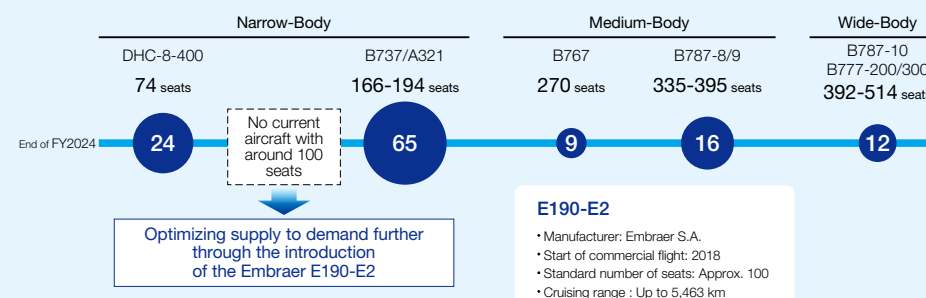 Narrow-Body
Medium-Body
Wide-Body
DHC-8-400
74 seats
B737/A321
166-194 seats
B767
270 seats
B787-8/9
335-395 seats
B787-10
B777-200/300
392-514 seats
End of FY2024
24
No current
aircraft with
around 100
seats
65
9
16
12
Optimizing supply to demand further
through the introduction
of the Embraer E190-E2
E190-E2
・Manufacturer: Embraer S.A.
・Start of commercial flight: 2018
・Standard number of seats: Approx. 100
・Cruising range : Up to 5,463 km